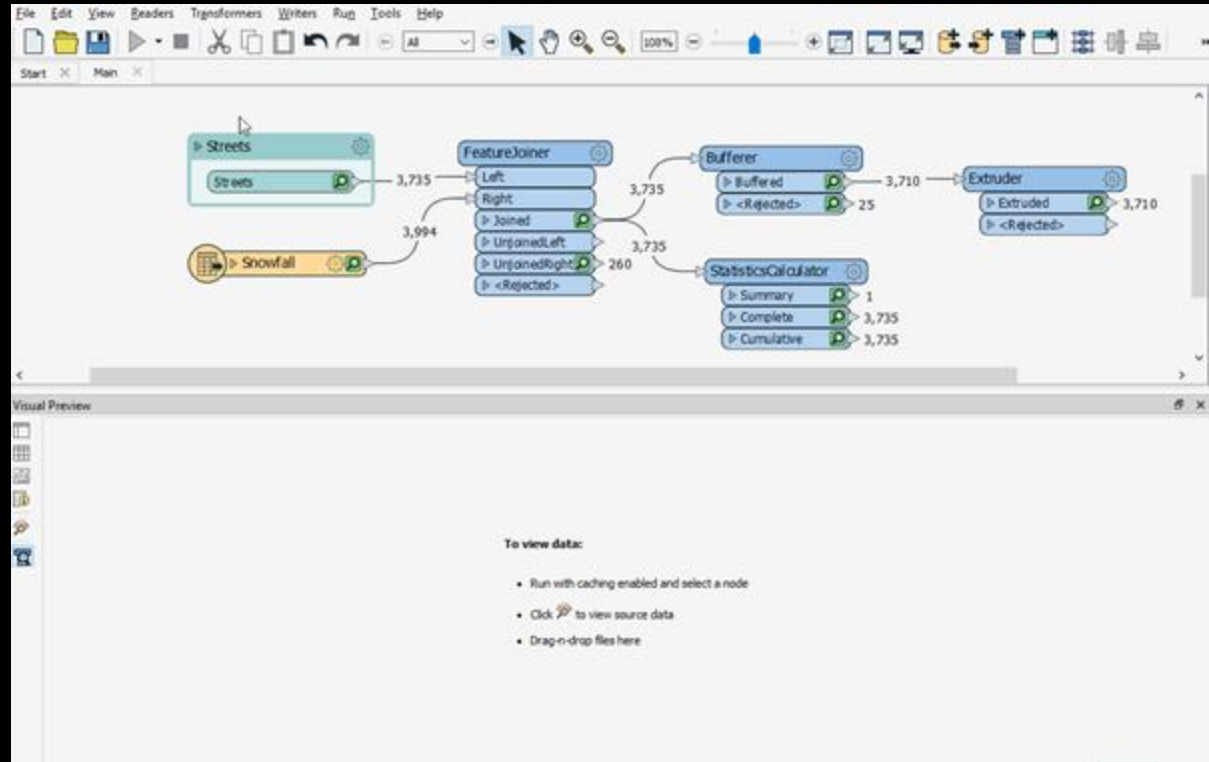 File Edit View Readers Transformers Writers Run Tools Help
All
100%
Start Main
Streets
Streets
3,735
3,994
Snowfall
FeatureJoiner
Left
Right
Joined
UnjoinedLeft
UnjoinedRight
260
<Rejected>
3,735
3,735
Bufferer
Buffered
3,710
<Rejected>
25
StatisticsCalculator
Summary
1
Complete
3,735
Cumulative
3,735
Extruder
Extruded
3,710
<Rejected>
Visual Preview
To view data:
• Run with caching enabled and select a node
• Click to view source data
• Drag-n-drop files here